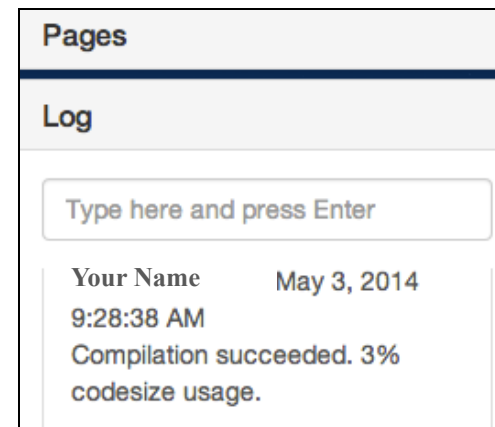 Pages
Log
Type here and press Enter
Your Name May 3, 2014
9:28:38 AM
Compilation succeeded. 3%
codesize usage.